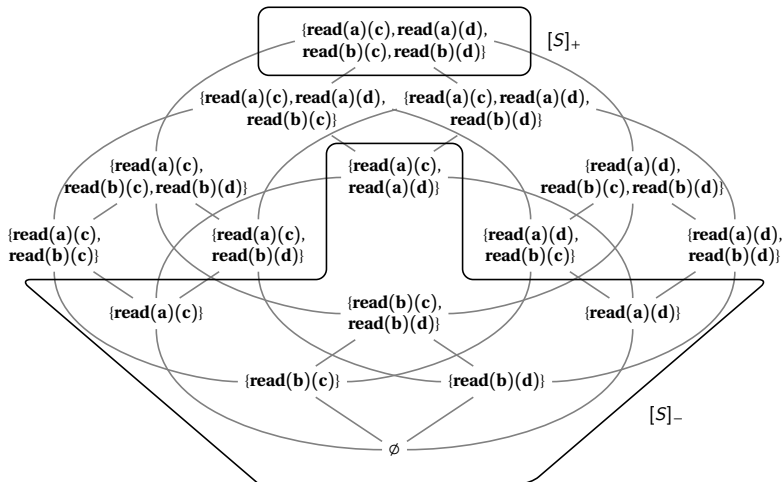 {read(a)(c), read(a)(d),
read(b)(c), read(b)(d)}
[S]₊
{read(a)(c), read(a)(d),
read(b)(c)}
{read(a)(c), read(a)(d),
read(b)(d)}
{read(a)(c),
read(b)(c), read(b)(d)}
{read(a)(c),
read(a)(d)}
{read(a)(d),
read(b)(c), read(b)(d)}
{read(a)(c),
read(b)(c)}
{read(a)(c),
read(b)(d)}
{read(a)(d),
read(b)(c)}
{read(a)(d),
read(b)(d)}
{read(a)(c)}
{read(b)(c),
read(b)(d)}
{read(a)(d)}
{read(b)(c)}
{read(b)(d)}
[S]₋
∅